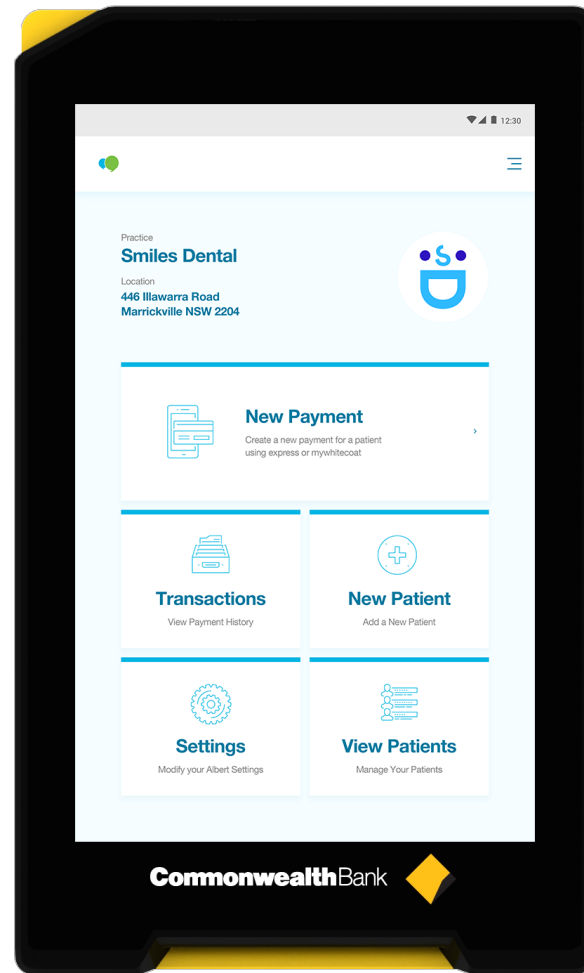 12:30
Practice
Smiles Dental
Location
446 Illawarra Road
Marrickville NSW 2204
New Payment
Create a new payment for a patient
using express or mywhitecoat
Transactions
View Payment History
New Patient
Add a New Patient
Settings
Modify your Albert Settings
View Patients
Manage Your Patients
CommonwealthBank